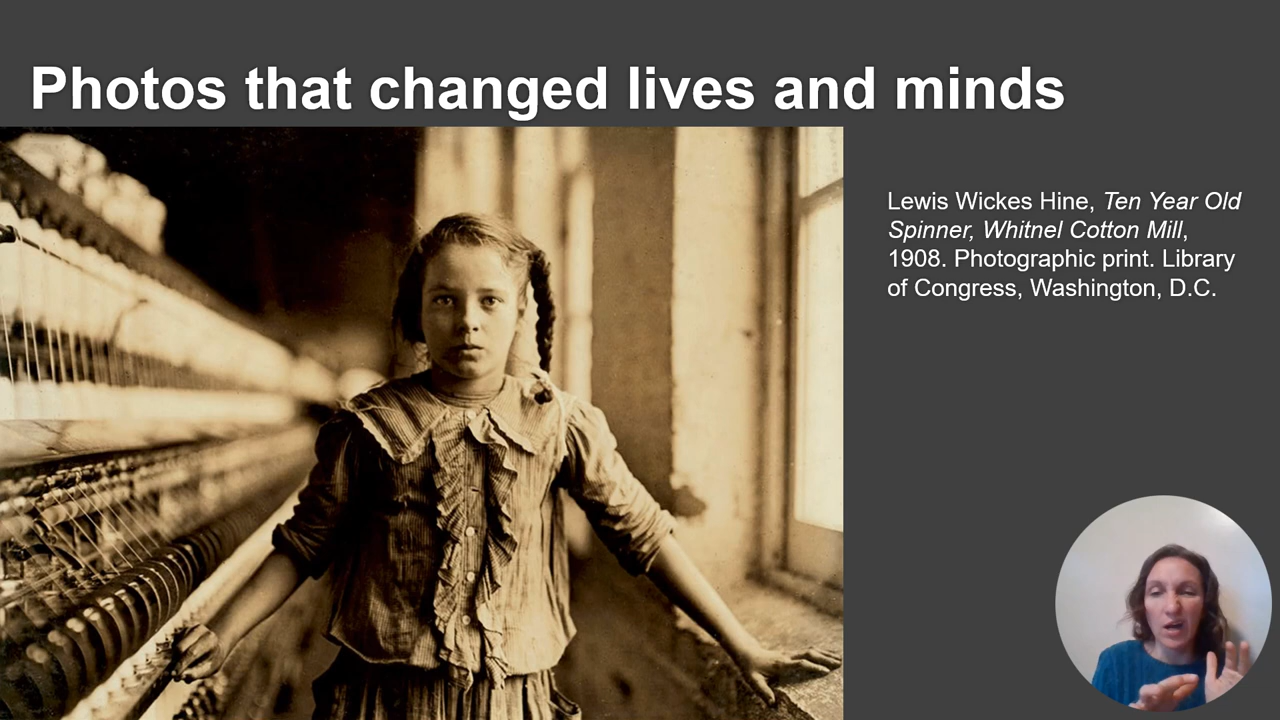 Photos that changed lives and minds
Lewis Wickes Hine, Ten Year Old
Spinner, Whitnel Cotton Mill,
1908. Photographic print. Library
of Congress, Washington, D.C.